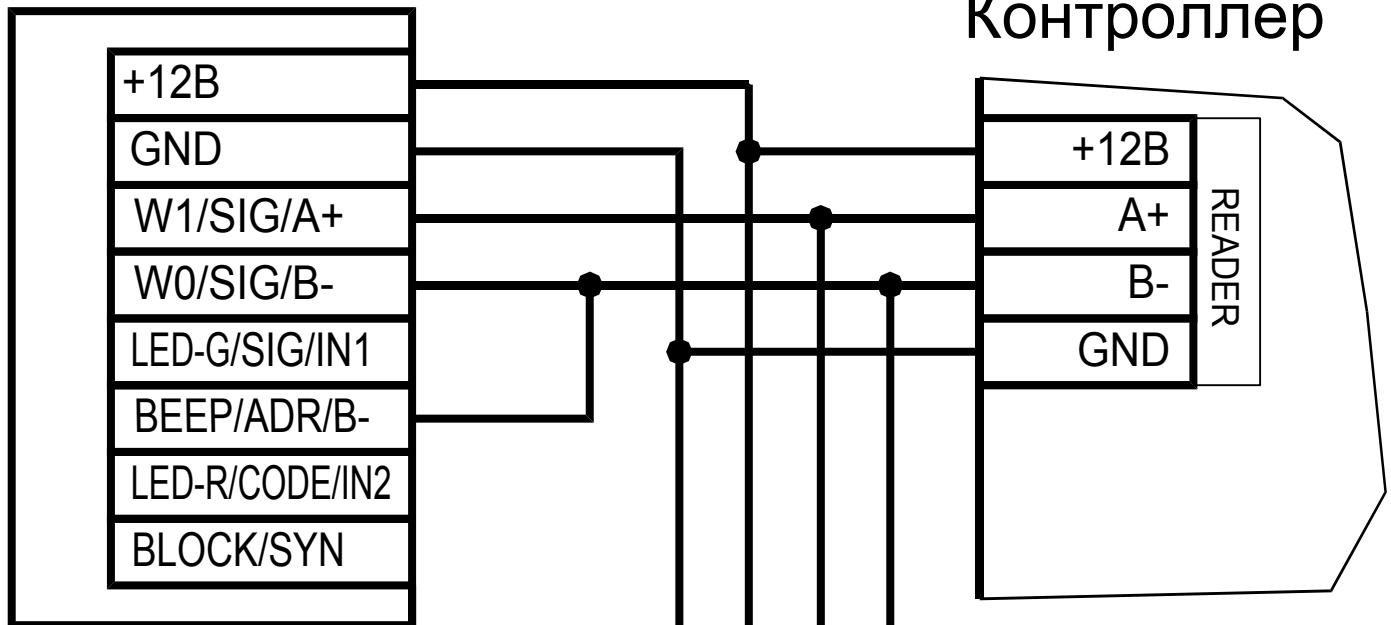 Контроллер
+12В
GND
W1/SIG/A+
W0/SIG/B-
LED-G/SIG/IN1
BEEP/ADR/B-
LED-R/CODE/IN2
BLOCK/SYN
+12В
A+
B-
GND
READER